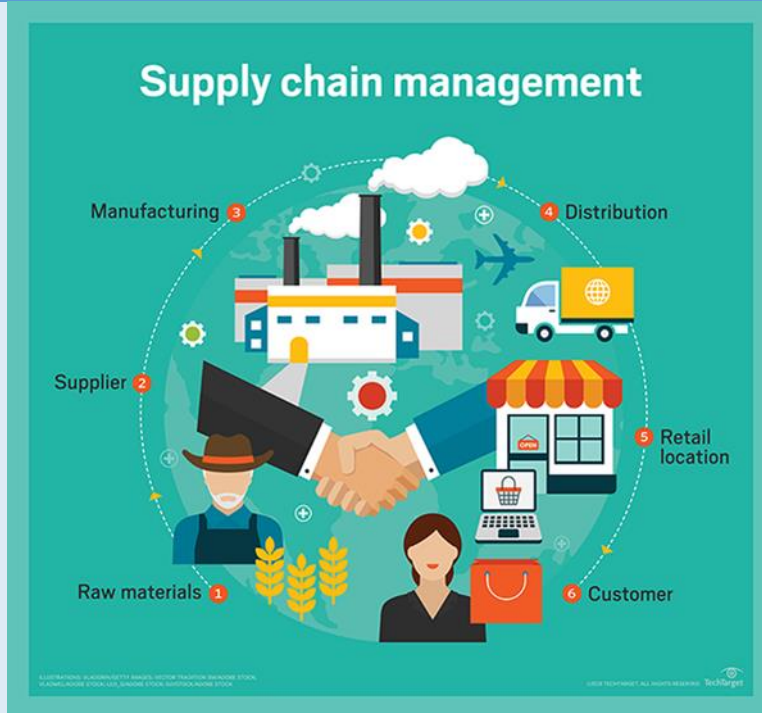 Supply chain management
Manufacturing 3
4 Distribution
Supplier 2
5 Retail
location
OPEN
Raw materials 1
6 Customer
TechTarget